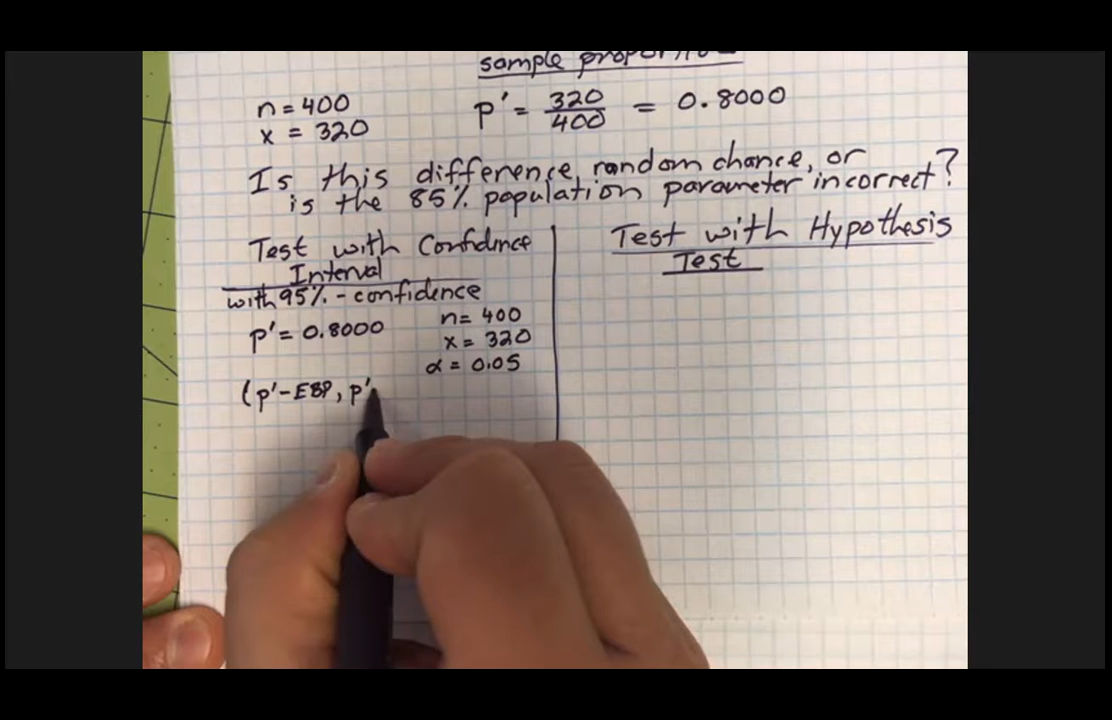 sample proportion
n = 400
x = 320
p' = 320/400 = 0.8000
Is this difference random chance, or
is the 85% population parameter incorrect?
Test with Confidence
Interval
with 95% - confidence
p' = 0.8000
n = 400
x = 320
α = 0.05
(p' - EBP, p'
Test with Hypothesis
Test